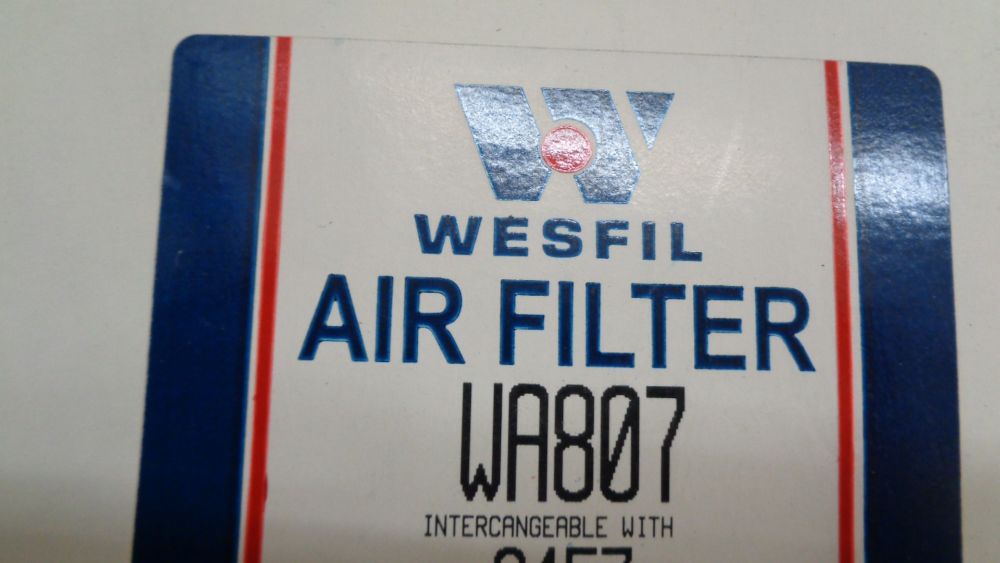 WESFIL
AIR FILTER
WA807
INTERCANGEABLE WITH